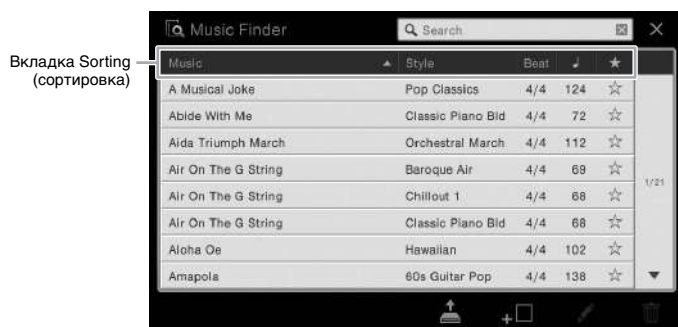 Music Finder
Search
Вкладка Sorting
(сортировка)
Music Style Beat
A Musical Joke Pop Classics 4/4 124
Abide With Me Classic Piano Bld 4/4 72
Aida Triumph March Orchestral March 4/4 112
Air On The G String Baroque Air 4/4 69
Air On The G String Chillout 1 4/4 68
Air On The G String Classic Piano Bld 4/4 68
Aloha Oe Hawaiian 4/4 102
Amapola 60s Guitar Pop 4/4 138
1/21